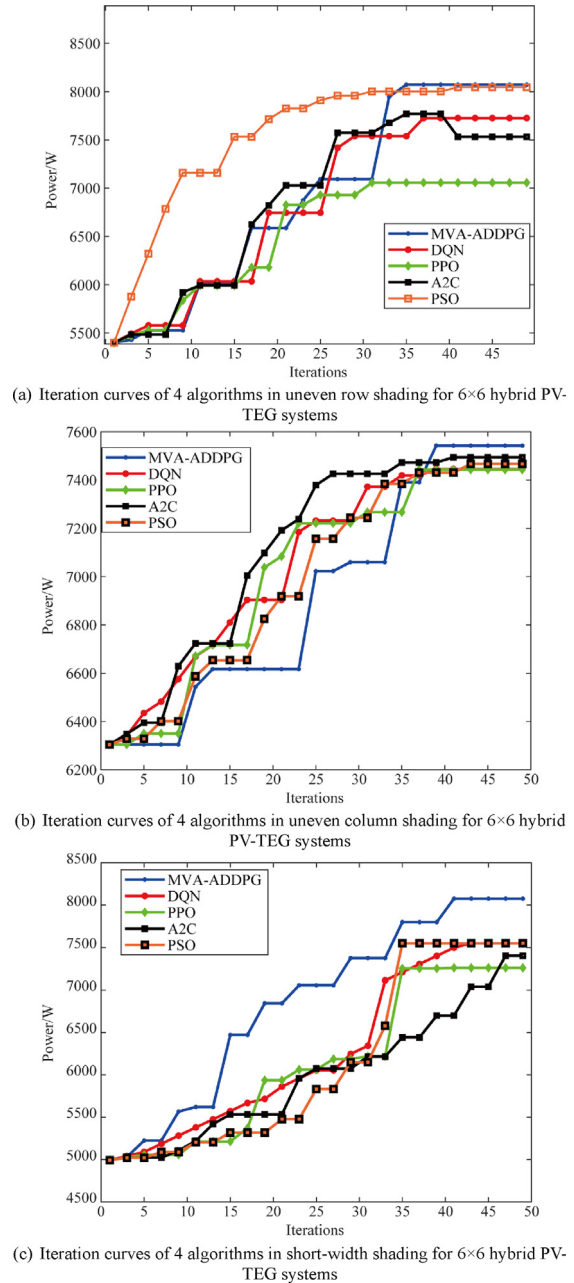 8500
8000
7500
7000
6500
6000
5500
Power/W
MVA-ADDPG
DQN
PPO
A2C
PSO
0 5 10 15 20 25 30 35 40 45
Iterctions
(a) Iteration curves of 4 algorithms in uneven row shading for 6×6 hybrid PV-
TEG systems
7600
7400
7200
7000
6800
6600
6400
6200
Power/W
MVA-ADDPG
DQN
PPO
A2C
PSO
0 5 10 15 20 25 30 35 40 45 50
Iterctions
(b) Iteration curves of 4 algorithms in uneven column shading for 6×6 hybrid
PV-TEG systems
8500
8000
7500
7000
6500
6000
5500
5000
4500
Power/W
MVA-ADDPG
DQN
PPO
A2C
PSO
0 5 10 15 20 25 30 35 40 45 50
Iterctions
(c) Iteration curves of 4 algorithms in short-width shading for 6×6 hybrid PV-
TEG systems